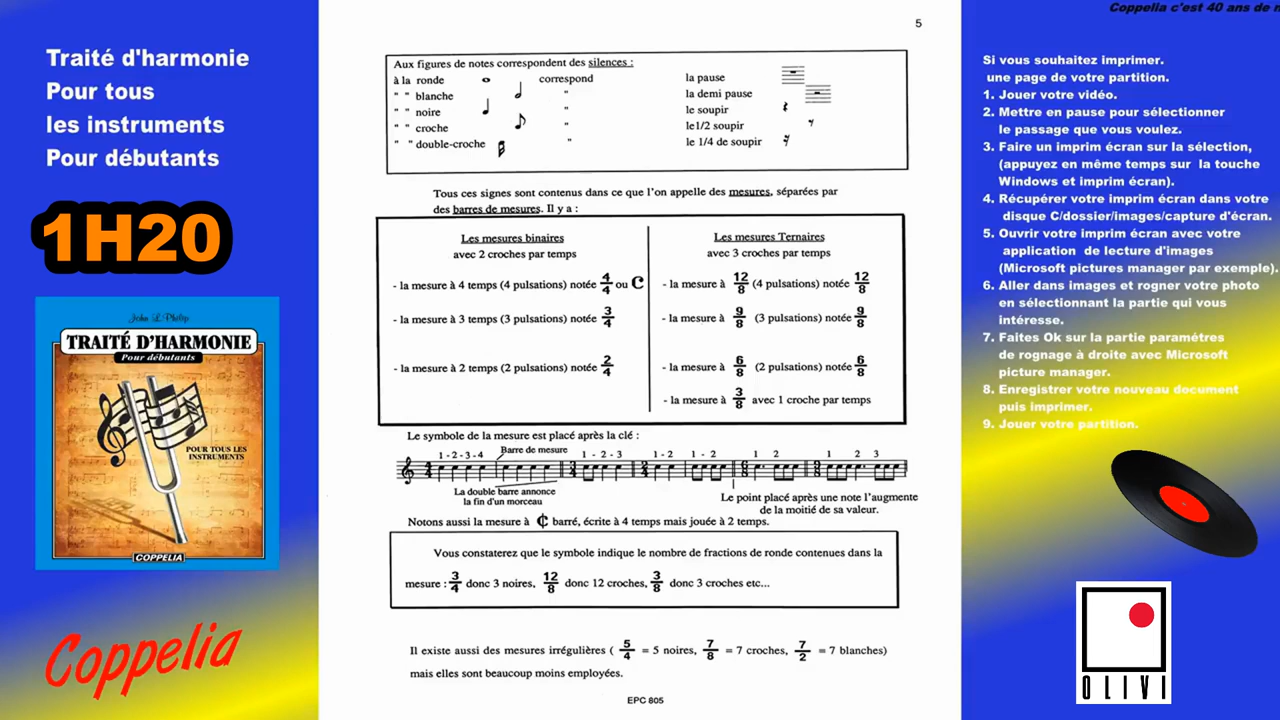 Coppelia c'est 40 ans de
Traité d'harmonie
Pour tous
les instruments
Pour débutants
1H20
John L. Philip
TRAITÉ D'HARMONIE
Pour débutants
POUR TOUS LES
INSTRUMENTS
COPPELIA
Coppelia
5
Aux figures de notes correspondent des silences :
à la ronde correspond la pause
" " blanche " la demi pause
" " noire " le soupir
" " croche " le1/2 soupir
" " double-croche " le 1/4 de soupir
Tous ces signes sont contenus dans ce que l'on appelle des mesures, séparées par
des barres de mesures. Il y a :
Les mesures binaires
avec 2 croches par temps
- la mesure à 4 temps (4 pulsations) notée 4/4 ou C
- la mesure à 3 temps (3 pulsations) notée 3/4
- la mesure à 2 temps (2 pulsations) notée 2/4
Les mesures Ternaires
avec 3 croches par temps
- la mesure à 12/8 (4 pulsations) notée 12/8
- la mesure à 9/8 (3 pulsations) notée 9/8
- la mesure à 6/8 (2 pulsations) notée 6/8
- la mesure à 3/8 avec 1 croche par temps
Le symbole de la mesure est placé après la clé :
Barre de mesure
1 - 2 - 3 - 4 1 - 2 - 3 1 - 2 1 - 2 1 2 1 2 3
La double barre annonce
la fin d'un morceau
Le point placé après une note l'augmente
de la moitié de sa valeur.
Notons aussi la mesure à ¢ barré, écrite à 4 temps mais jouée à 2 temps.
Vous constaterez que le symbole indique le nombre de fractions de ronde contenues dans la
mesure : 3/4 donc 3 noires, 12/8 donc 12 croches, 3/8 donc 3 croches etc...
Il existe aussi des mesures irrégulières ( 5/4 = 5 noires, 7/8 = 7 croches, 7/2 = 7 blanches)
mais elles sont beaucoup moins employées.
EPC 805
Si vous souhaitez imprimer.
une page de votre partition.
1. Jouer votre vidéo.
2. Mettre en pause pour sélectionner
le passage que vous voulez.
3. Faire un imprim écran sur la sélection,
(appuyez en même temps sur la touche
Windows et imprim écran).
4. Récupérer votre imprim écran dans votre
disque C/dossier/images/capture d'écran.
5. Ouvrir votre imprim écran avec votre
application de lecture d'images
(Microsoft pictures manager par exemple).
6. Aller dans images et rogner votre photo
en sélectionnant la partie qui vous
intéresse.
7. Faites Ok sur la partie paramétres
de rognage à droite avec Microsoft
picture manager.
8. Enregistrer votre nouveau document
puis imprimer.
9. Jouer votre partition.
OLIVI